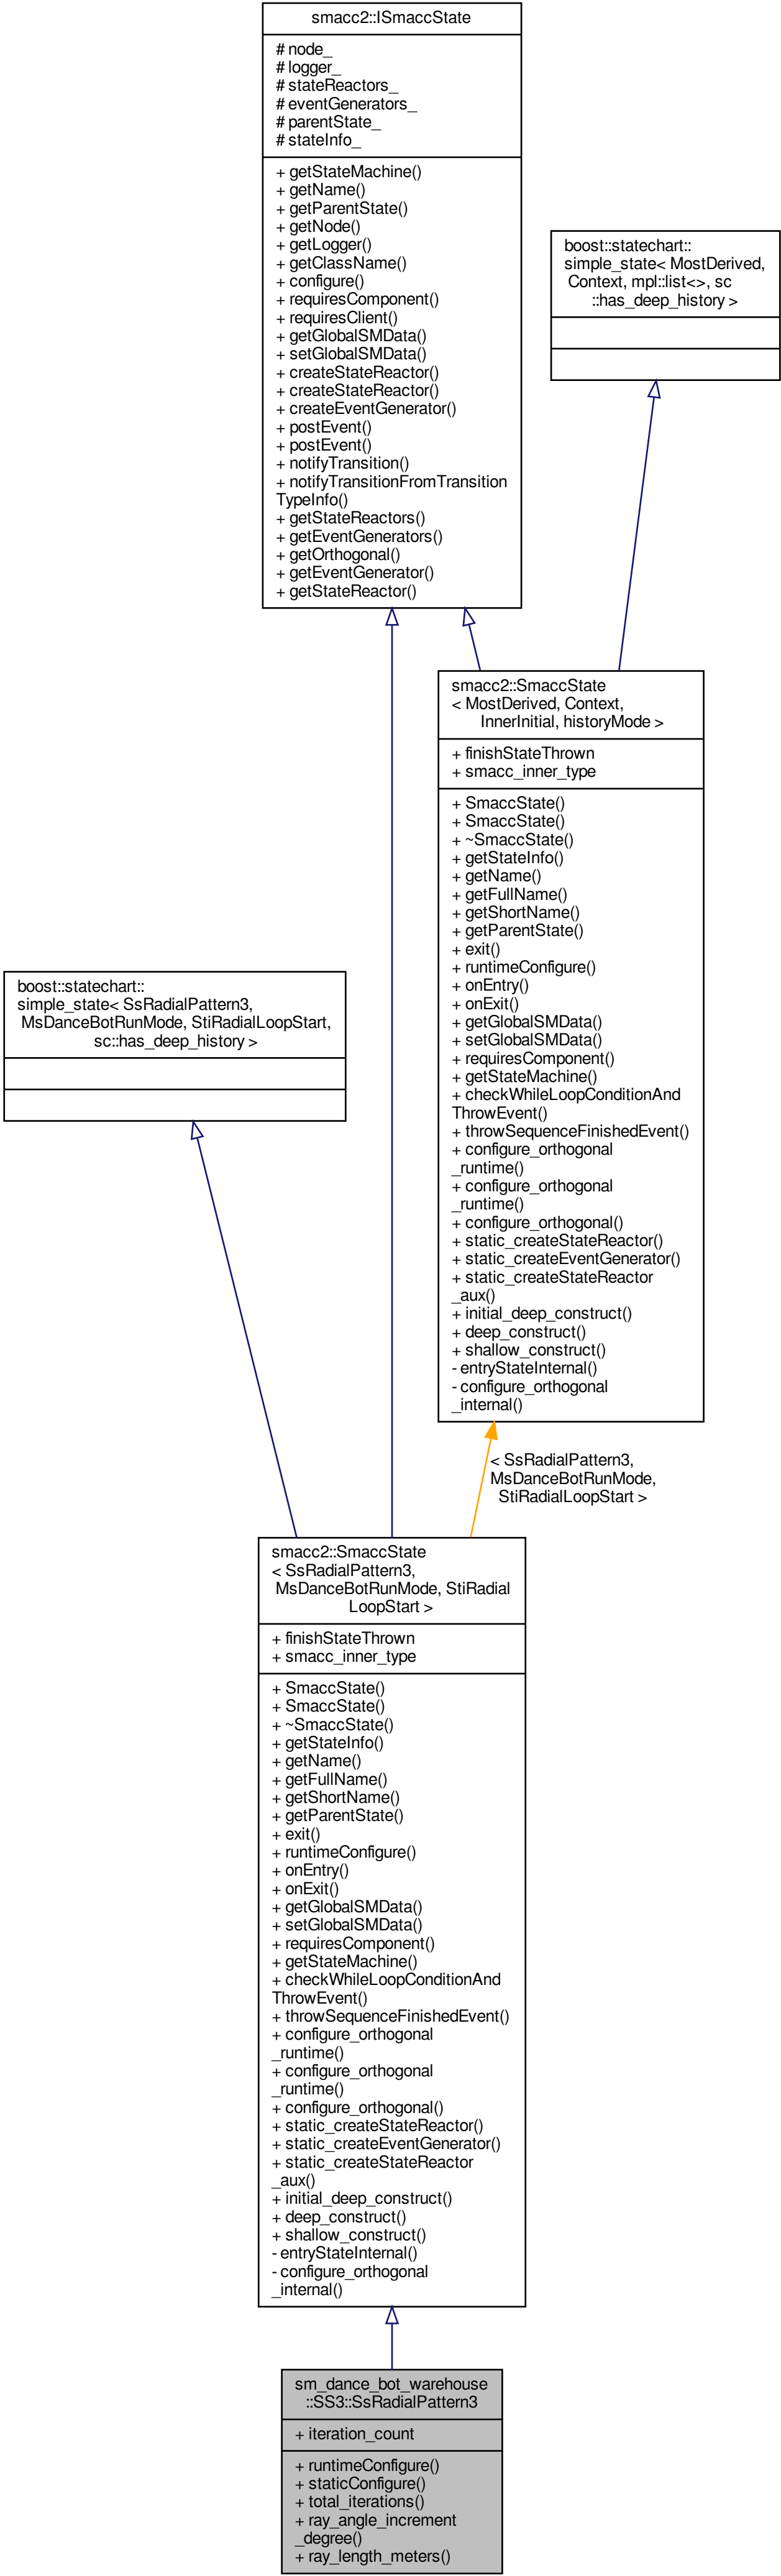 smacc2::ISmaccState
# node_
# logger_
# stateReactors_
# eventGenerators_
# parentState_
# stateInfo_
+ getStateMachine()
+ getName()
+ getParentState()
+ getNode()
+ getLogger()
+ getClassName()
+ configure()
+ requiresComponent()
+ requiresClient()
+ getGlobalSMData()
+ setGlobalSMData()
+ createStateReactor()
+ createStateReactor()
+ createEventGenerator()
+ postEvent()
+ postEvent()
+ notifyTransition()
+ notifyTransitionFromTransition
TypeInfo()
+ getStateReactors()
+ getEventGenerators()
+ getOrthogonal()
+ getEventGenerator()
+ getStateReactor()
boost::statechart::
simple_state< MostDerived,
Context, mpl::list<>, sc
::has_deep_history >
smacc2::SmaccState
< MostDerived, Context,
InnerInitial, historyMode >
+ finishStateThrown
+ smacc_inner_type
+ SmaccState()
+ SmaccState()
+ ~SmaccState()
+ getStateInfo()
+ getName()
+ getFullName()
+ getShortName()
+ getParentState()
+ exit()
+ runtimeConfigure()
+ onEntry()
+ onExit()
+ getGlobalSMData()
+ setGlobalSMData()
+ requiresComponent()
+ getStateMachine()
+ checkWhileLoopConditionAnd
ThrowEvent()
+ throwSequenceFinishedEvent()
+ configure_orthogonal
_runtime()
+ configure_orthogonal
_runtime()
+ configure_orthogonal()
+ static_createStateReactor()
+ static_createEventGenerator()
+ static_createStateReactor
_aux()
+ initial_deep_construct()
+ deep_construct()
+ shallow_construct()
- entryStateInternal()
- configure_orthogonal
_internal()
boost::statechart::
simple_state< SsRadialPattern3,
MsDanceBotRunMode, StiRadialLoopStart,
sc::has_deep_history >
< SsRadialPattern3,
MsDanceBotRunMode,
StiRadialLoopStart >
smacc2::SmaccState
< SsRadialPattern3,
MsDanceBotRunMode, StiRadial
LoopStart >
+ finishStateThrown
+ smacc_inner_type
+ SmaccState()
+ SmaccState()
+ ~SmaccState()
+ getStateInfo()
+ getName()
+ getFullName()
+ getShortName()
+ getParentState()
+ exit()
+ runtimeConfigure()
+ onEntry()
+ onExit()
+ getGlobalSMData()
+ setGlobalSMData()
+ requiresComponent()
+ getStateMachine()
+ checkWhileLoopConditionAnd
ThrowEvent()
+ throwSequenceFinishedEvent()
+ configure_orthogonal
_runtime()
+ configure_orthogonal
_runtime()
+ configure_orthogonal()
+ static_createStateReactor()
+ static_createEventGenerator()
+ static_createStateReactor
_aux()
+ initial_deep_construct()
+ deep_construct()
+ shallow_construct()
- entryStateInternal()
- configure_orthogonal
_internal()
sm_dance_bot_warehouse
::SS3::SsRadialPattern3
+ iteration_count
+ runtimeConfigure()
+ staticConfigure()
+ total_iterations()
+ ray_angle_increment
_degree()
+ ray_length_meters()